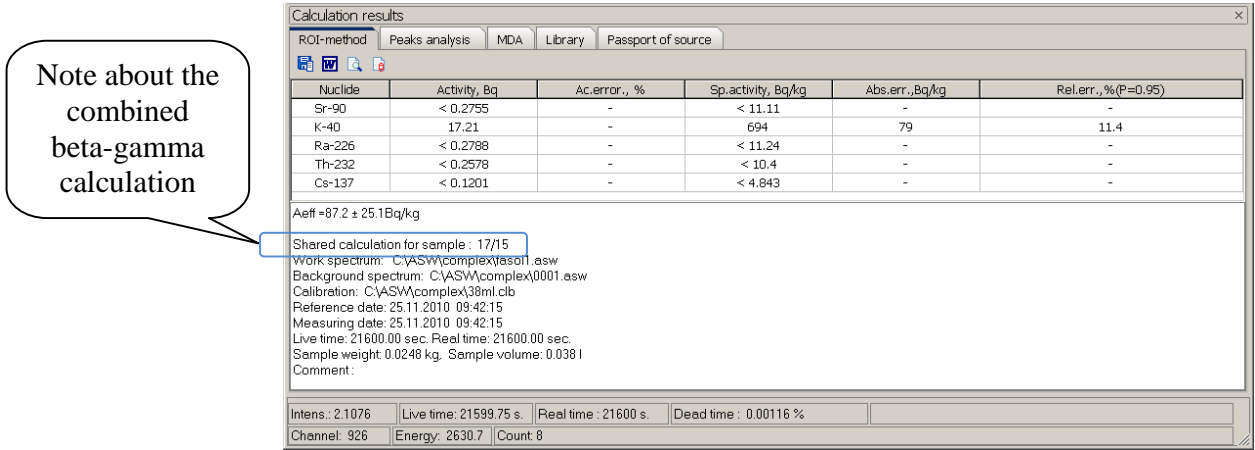 Note about the
combined
beta-gamma
calculation
Calculation results
ROI-method Peaks analysis MDA Library Passport of source
Nuclide Activity, Bq Ac.error., % Sp.activity, Bq/kg Abs.err.,Bq/kg Rel.err.,%(P=0.95)
Sr-90 < 0.2755 - < 11.11 - -
K-40 17.21 - 694 79 11.4
Ra-226 < 0.2788 - < 11.24 - -
Th-232 < 0.2578 - < 10.4 - -
Cs-137 < 0.1201 - < 4.843 - -
Aeff =87.2 ± 25.1Bq/kg
Shared calculation for sample : 17/15
Work spectrum: C:\ASW\complex\fasol1.asw
Background spectrum: C:\ASW\complex\0001.asw
Calibration: C:\ASW\complex\38ml.clb
Reference date: 25.11.2010 09:42:15
Measuring date: 25.11.2010 09:42:15
Live time: 21600.00 sec. Real time: 21600.00 sec.
Sample weight: 0.0248 kg, Sample volume: 0.038 l
Comment :
Intens.: 2.1076 Live time: 21599.75 s. Real time : 21600 s. Dead time : 0.00116 %
Channel: 926 Energy: 2630.7 Count: 8